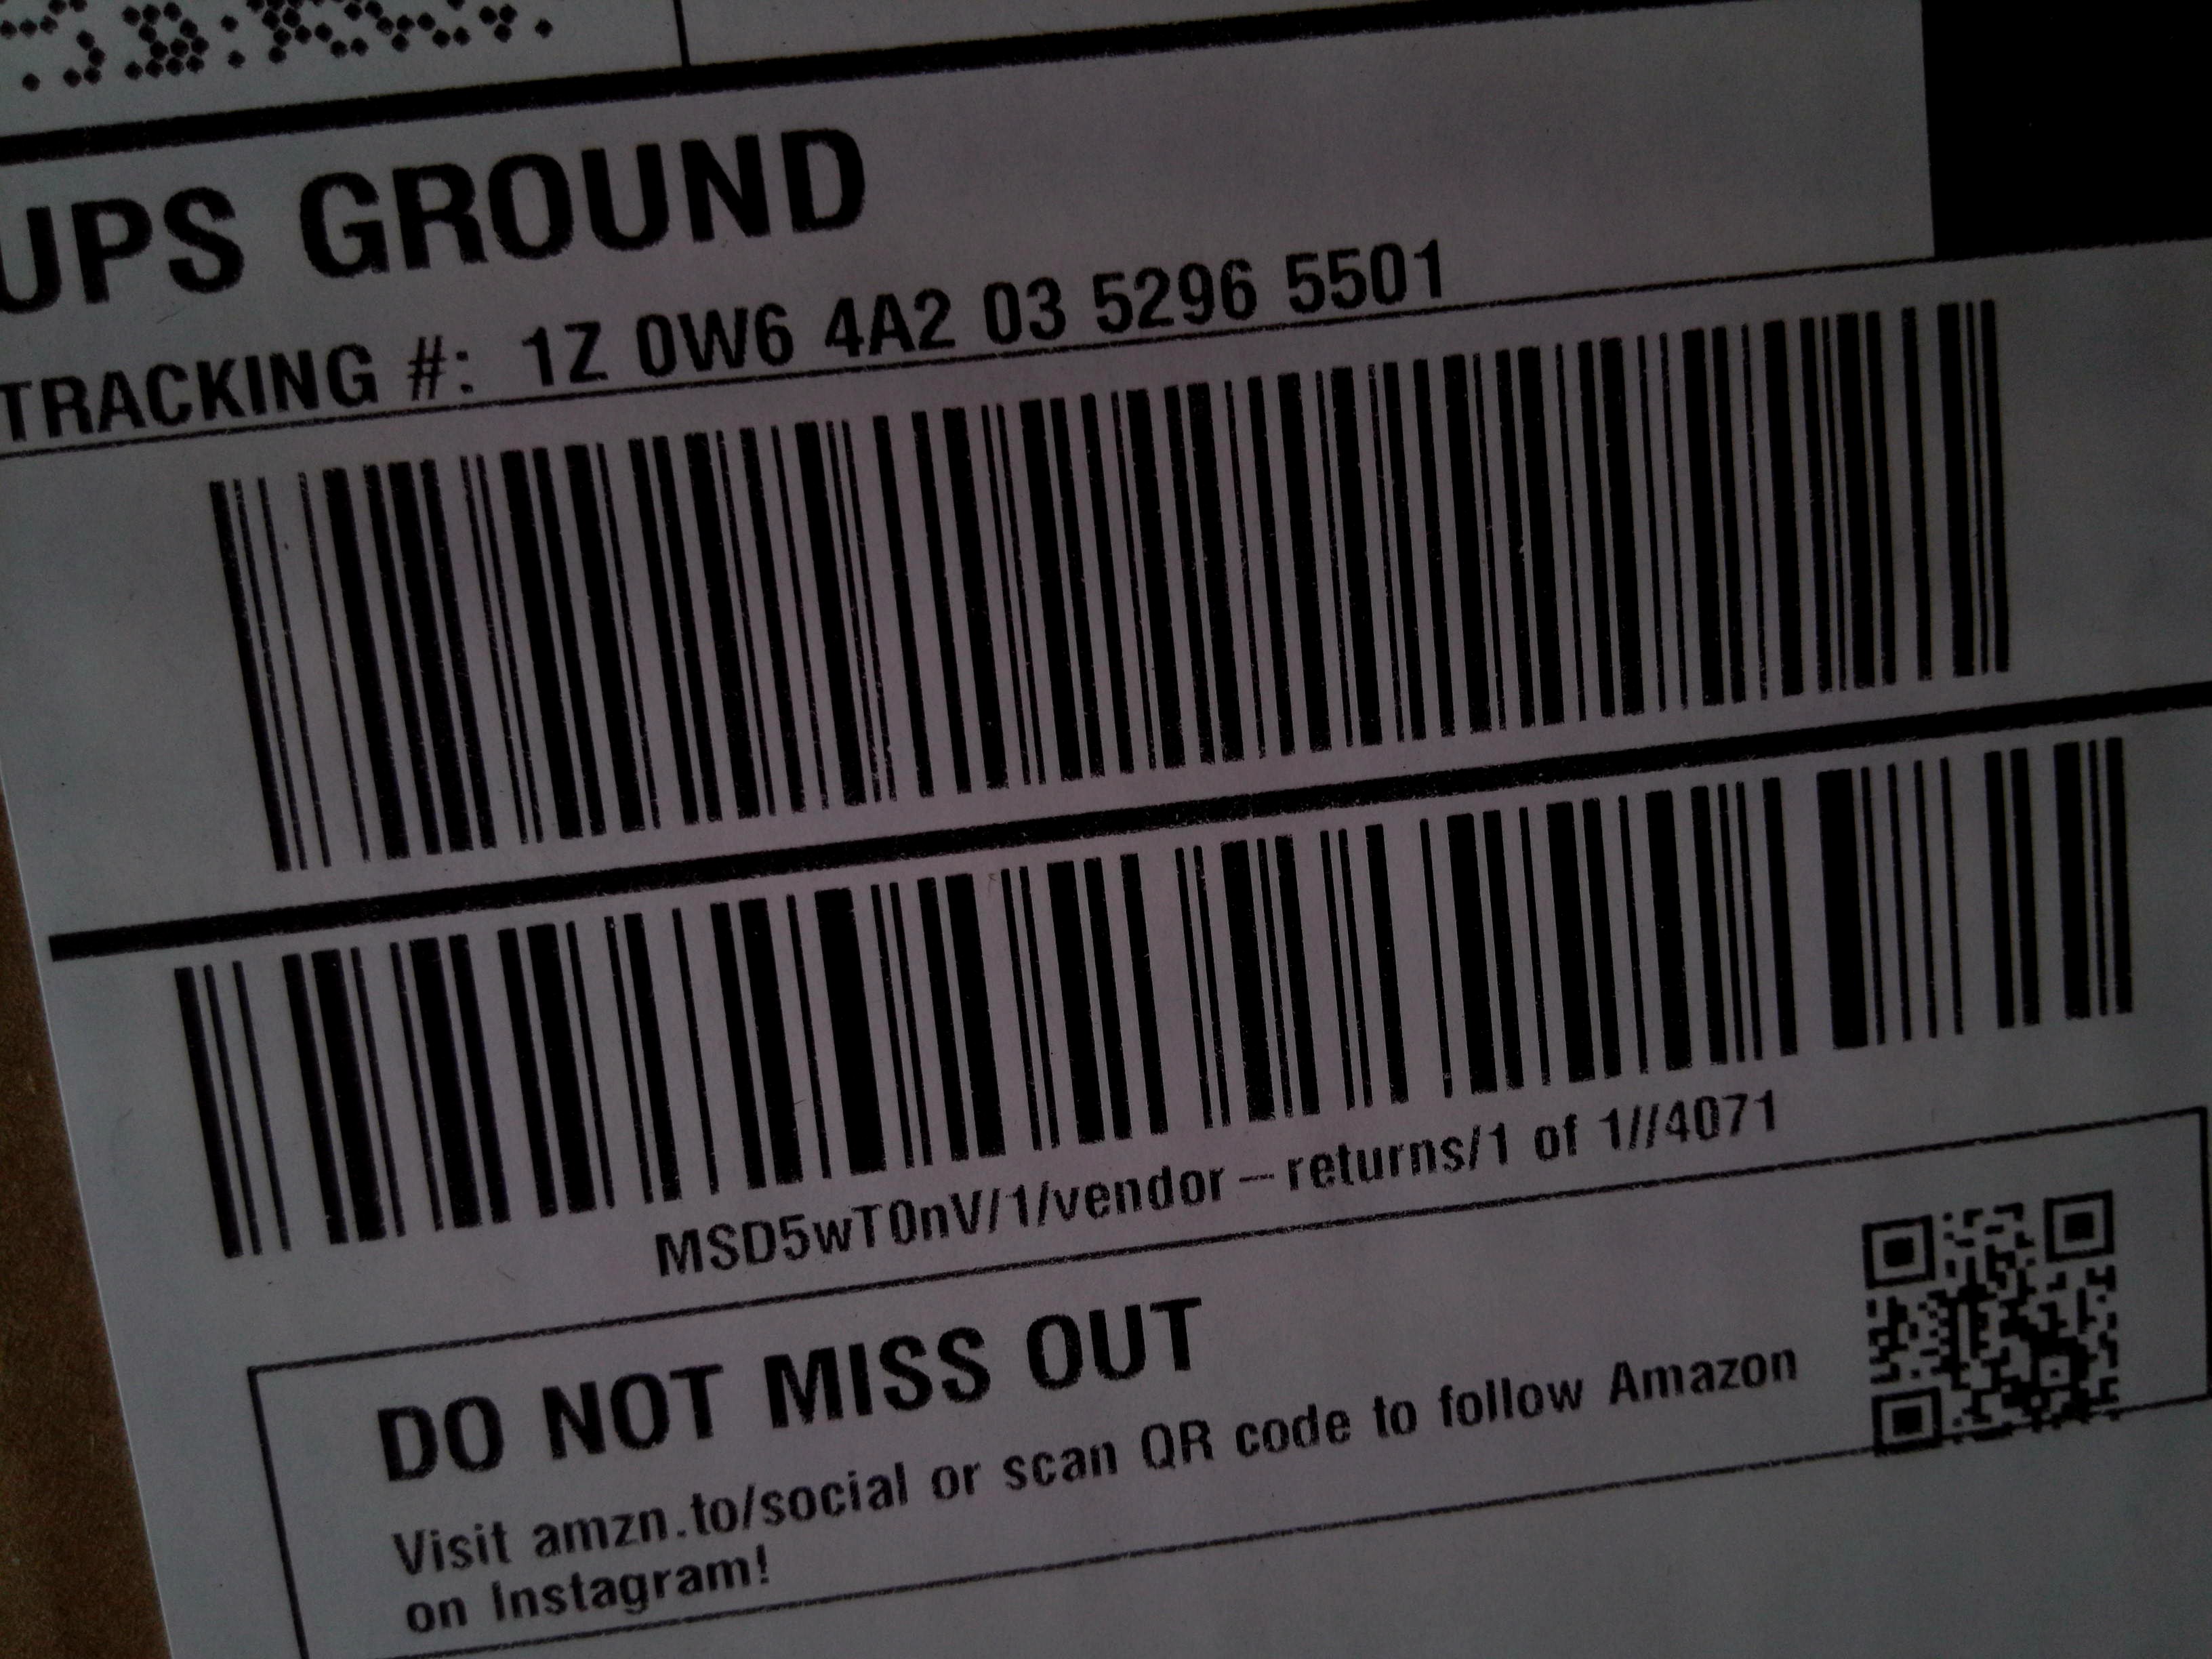 UPS GROUND
TRACKING #: 1Z 0W6 4A2 03 5296 5501
MSD5wT0nV/1/vendor-returns/1 of 1//4071
DO NOT MISS OUT
Visit amzn.to/social or scan QR code to follow Amazon
on Instagram!